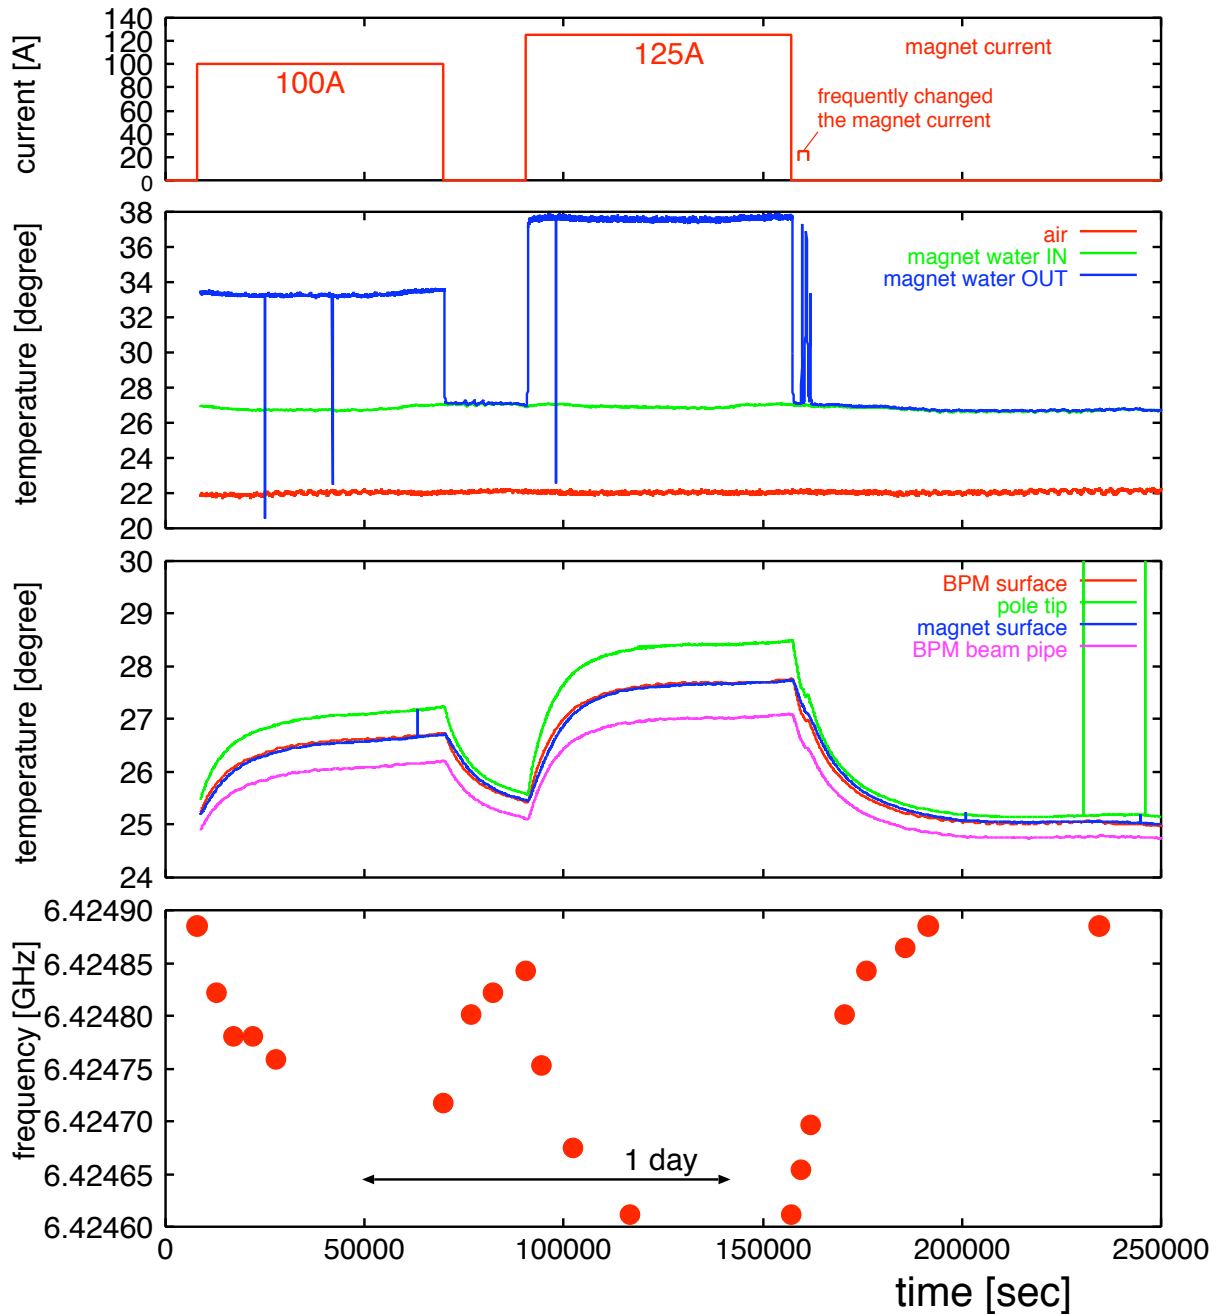 current [A]
140
120
100
80
60
40
20
0
100A
125A
magnet current
frequently changed
the magnet current
temperature [degree]
38
36
34
32
30
28
26
24
22
20
air
magnet water IN
magnet water OUT
temperature [degree]
30
29
28
27
26
25
24
BPM surface
pole tip
magnet surface
BPM beam pipe
frequency [GHz]
6.42490
6.42485
6.42480
6.42475
6.42470
6.42465
6.42460
1 day
0 50000 100000 150000 200000 250000
time [sec]